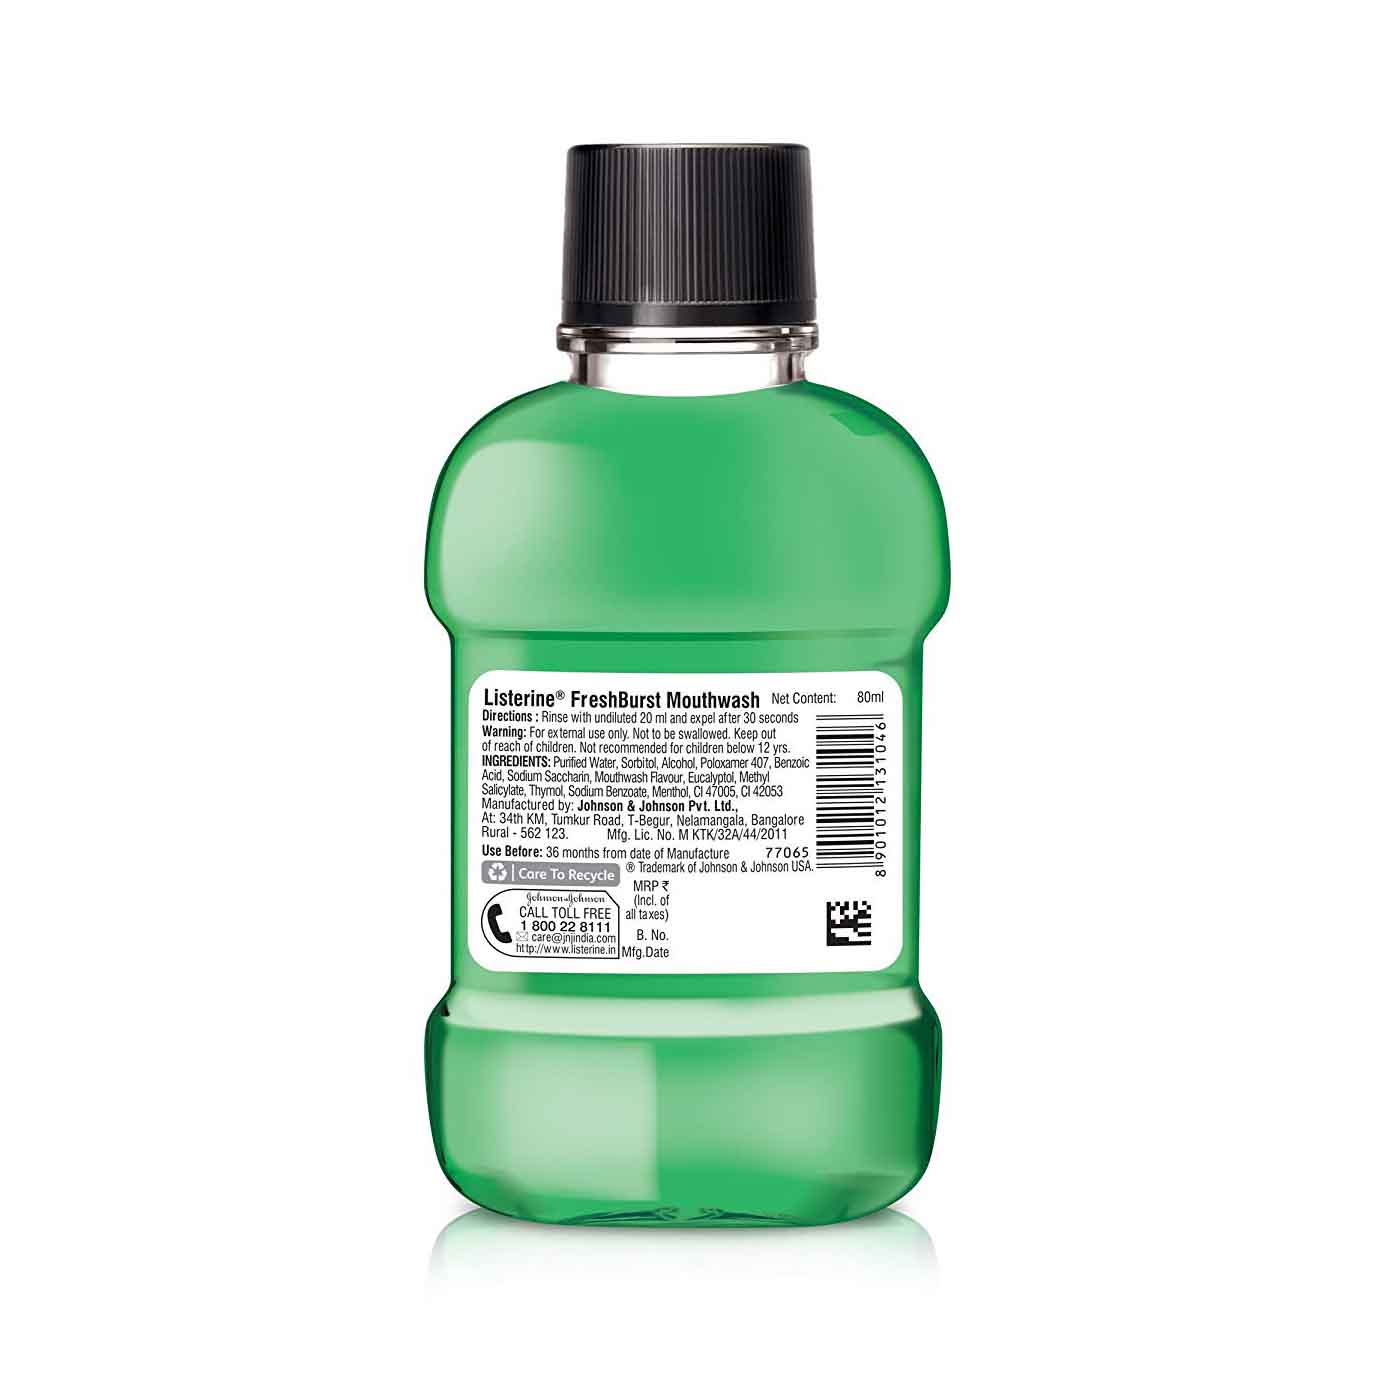 Listerine® FreshBurst Mouthwash Net Content: 80ml
Directions : Rinse with undiluted 20 ml and expel after 30 seconds
Warning: For external use only. Not to be swallowed. Keep out
of reach of children. Not recommended for children below 12 yrs.
INGREDIENTS: Purified Water, Sorbitol, Alcohol, Poloxamer 407, Benzoic
Acid, Sodium Saccharin, Mouthwash Flavour, Eucalyptol, Methyl
Salicylate, Thymol, Sodium Benzoate, Menthol, CI 47005, CI 42053
Manufactured by: Johnson & Johnson Pvt. Ltd.,
At: 34th KM, Tumkur Road, T-Begur, Nelamangala, Bangalore
Rural - 562 123. Mfg. Lic. No. M KTK/32A/44/2011
Use Before: 36 months from date of Manufacture 77065
® Trademark of Johnson & Johnson USA.
Care To Recycle
Johnson & Johnson
CALL TOLL FREE
1 800 22 8111
care@jnjindia.com
http://www.listerine.in
MRP ₹
(Incl. of
all taxes)
B. No.
Mfg.Date
8 901012 131046